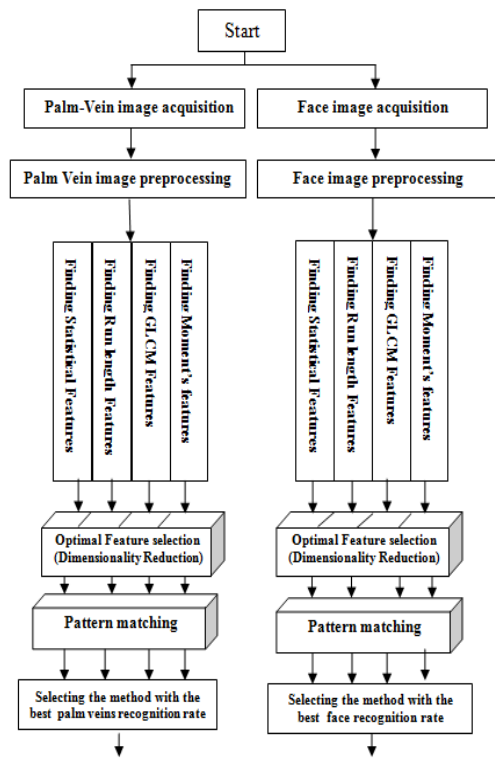 Start
Palm-Vein image acquisition
Face image acquisition
Palm Vein image preprocessing
Face image preprocessing
Finding Statistical Features
Finding Run length Features
Finding GLCM Features
Finding Moment's features
Finding Statistical Features
Finding Run length Features
Finding GLCM Features
Finding Moment's features
Optimal Feature selection
(Dimensionality Reduction)
Optimal Feature selection
(Dimensionality Reduction)
Pattern matching
Pattern matching
Selecting the method with the
best palm veins recognition rate
Selecting the method with the
best face recognition rate